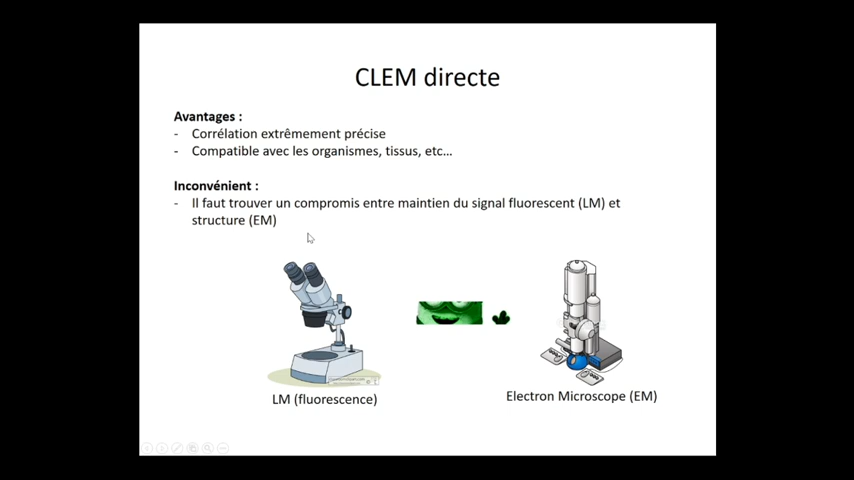 CLEM directe
Avantages :
- Corrélation extrêmement précise
- Compatible avec les organismes, tissus, etc…
Inconvénient :
- Il faut trouver un compromis entre maintien du signal fluorescent (LM) et
structure (EM)
LM (fluorescence)
Electron Microscope (EM)